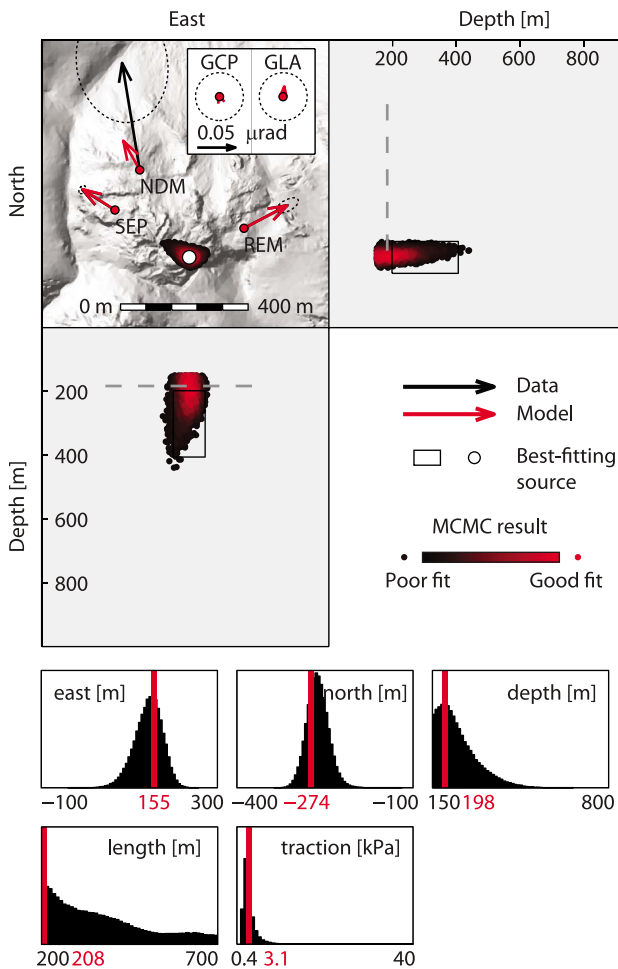 East
Depth [m]
200 400 600 800
North
GCP GLA
0.05 μrad
NDM
SEP
REM
0 m 400 m
Depth [m]
200
400
600
800
Data
Model
Best-fitting
source
MCMC result
Poor fit Good fit
east [m]
−100 155 300
north [m]
−400 −274 −100
depth [m]
150 198 800
length [m]
200 208 700
traction [kPa]
0.4 3.1 40